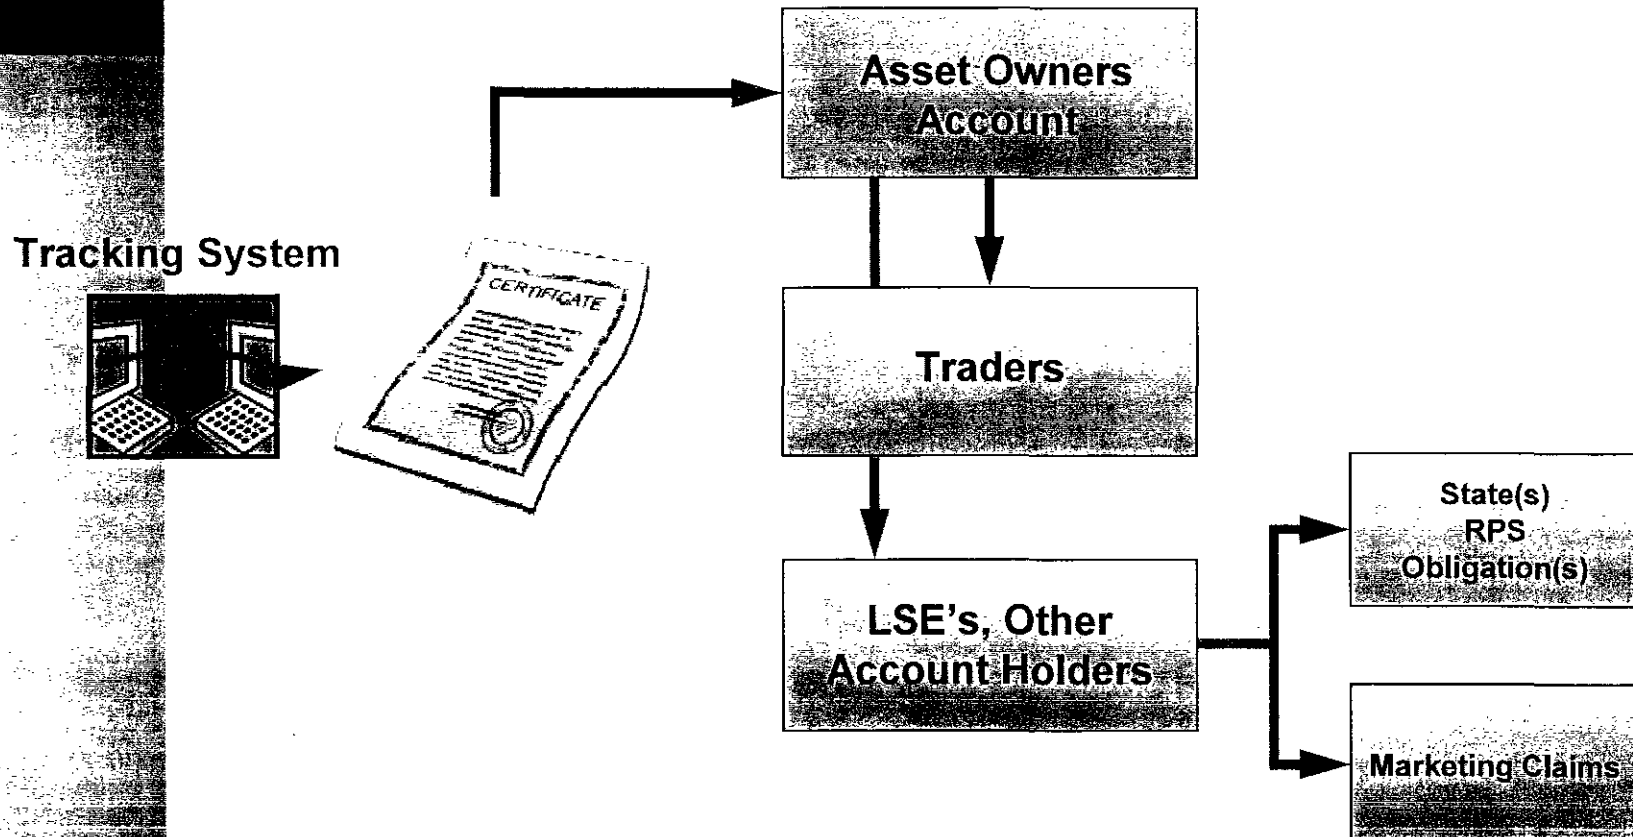 Asset Owners
Account
Tracking System
CERTIFICATE
Traders
State(s)
RPS
Obligation(s)
LSE's, Other
Account Holders
Marketing Claims